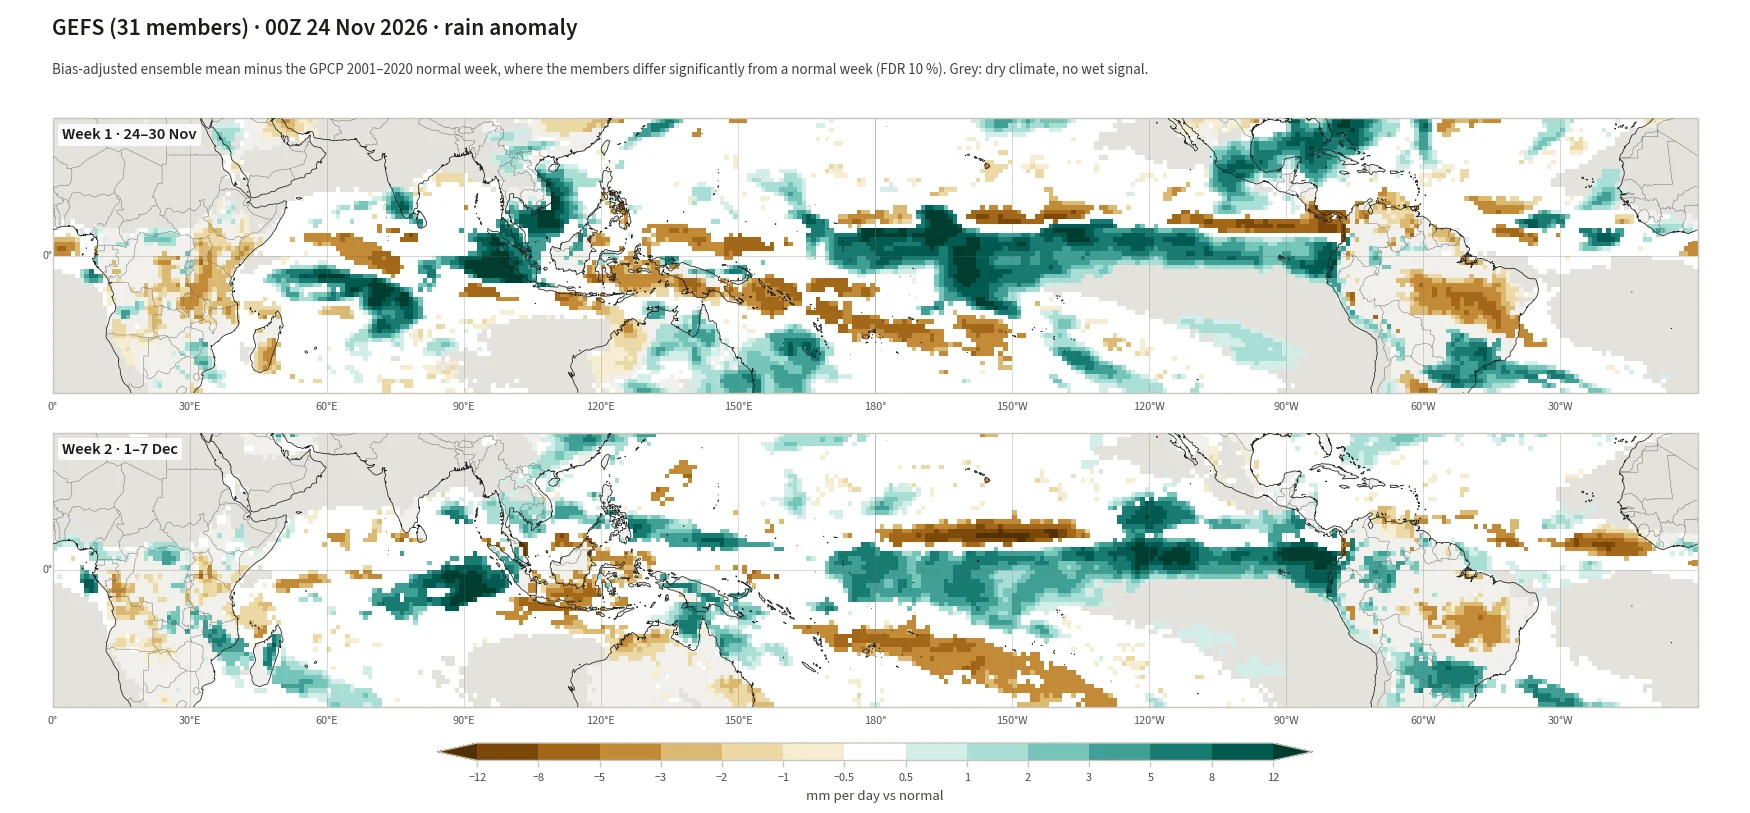 GEFS (31 members) · 00Z 24 Nov 2026 · rain anomaly
Bias-adjusted ensemble mean minus the GPCP 2001–2020 normal week, where the members differ significantly from a normal week (FDR 10 %). Grey: dry climate, no wet signal.
Week 1 · 24–30 Nov
0°
0° 30°E 60°E 90°E 120°E 150°E 180° 150°W 120°W 90°W 60°W 30°W
Week 2 · 1–7 Dec
0°
0° 30°E 60°E 90°E 120°E 150°E 180° 150°W 120°W 90°W 60°W 30°W
−12 −8 −5 −3 −2 −1 −0.5 0.5 1 2 3 5 8 12
mm per day vs normal